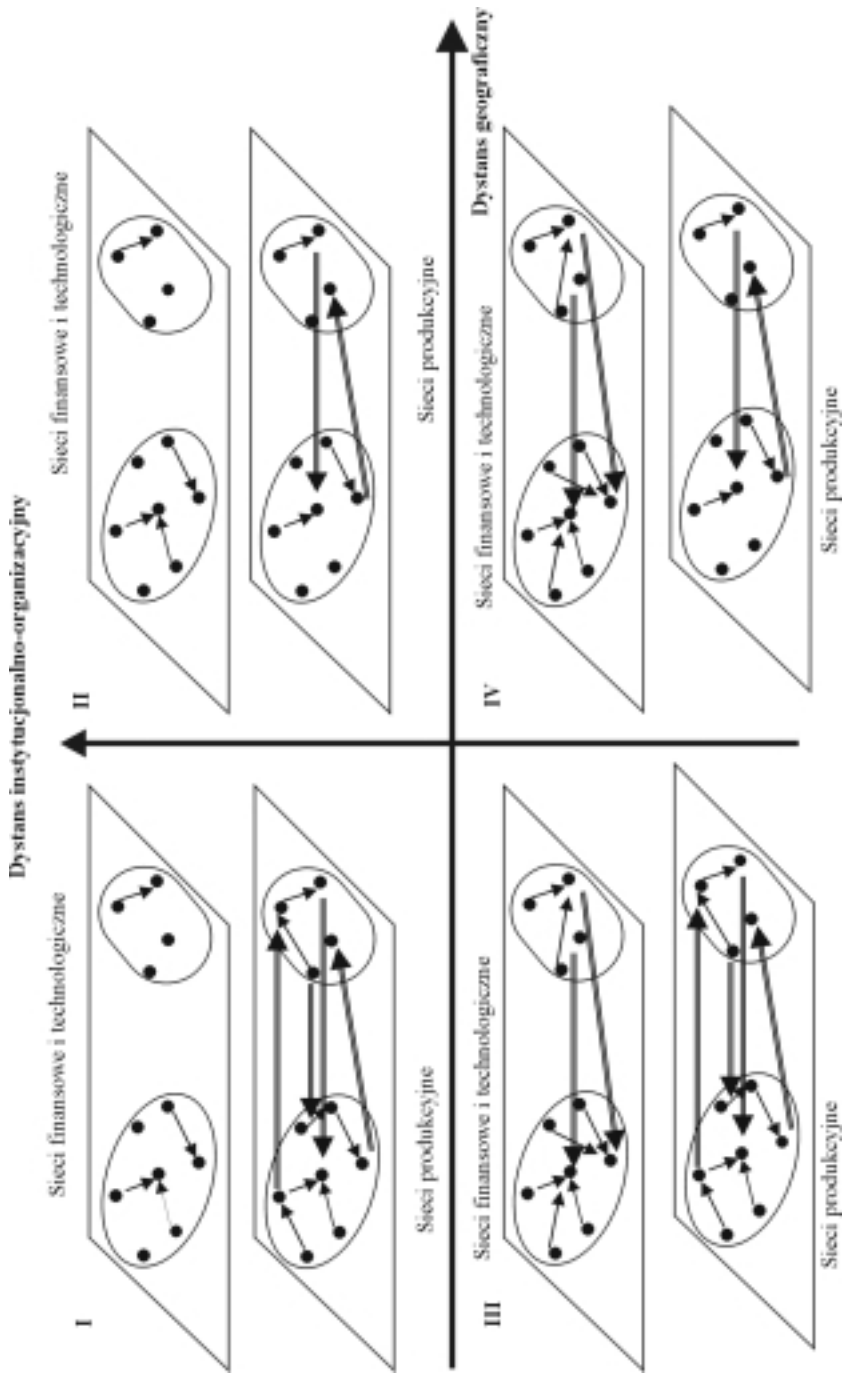 Dystans instytucjonalno-organizacyjny
I
Sieci finansowe i technologiczne
Sieci produkcyjne
II
Sieci finansowe i technologiczne
Sieci produkcyjne
Dystans geograficzny
III
Sieci finansowe i technologiczne
Sieci produkcyjne
IV
Sieci finansowe i technologiczne
Sieci produkcyjne